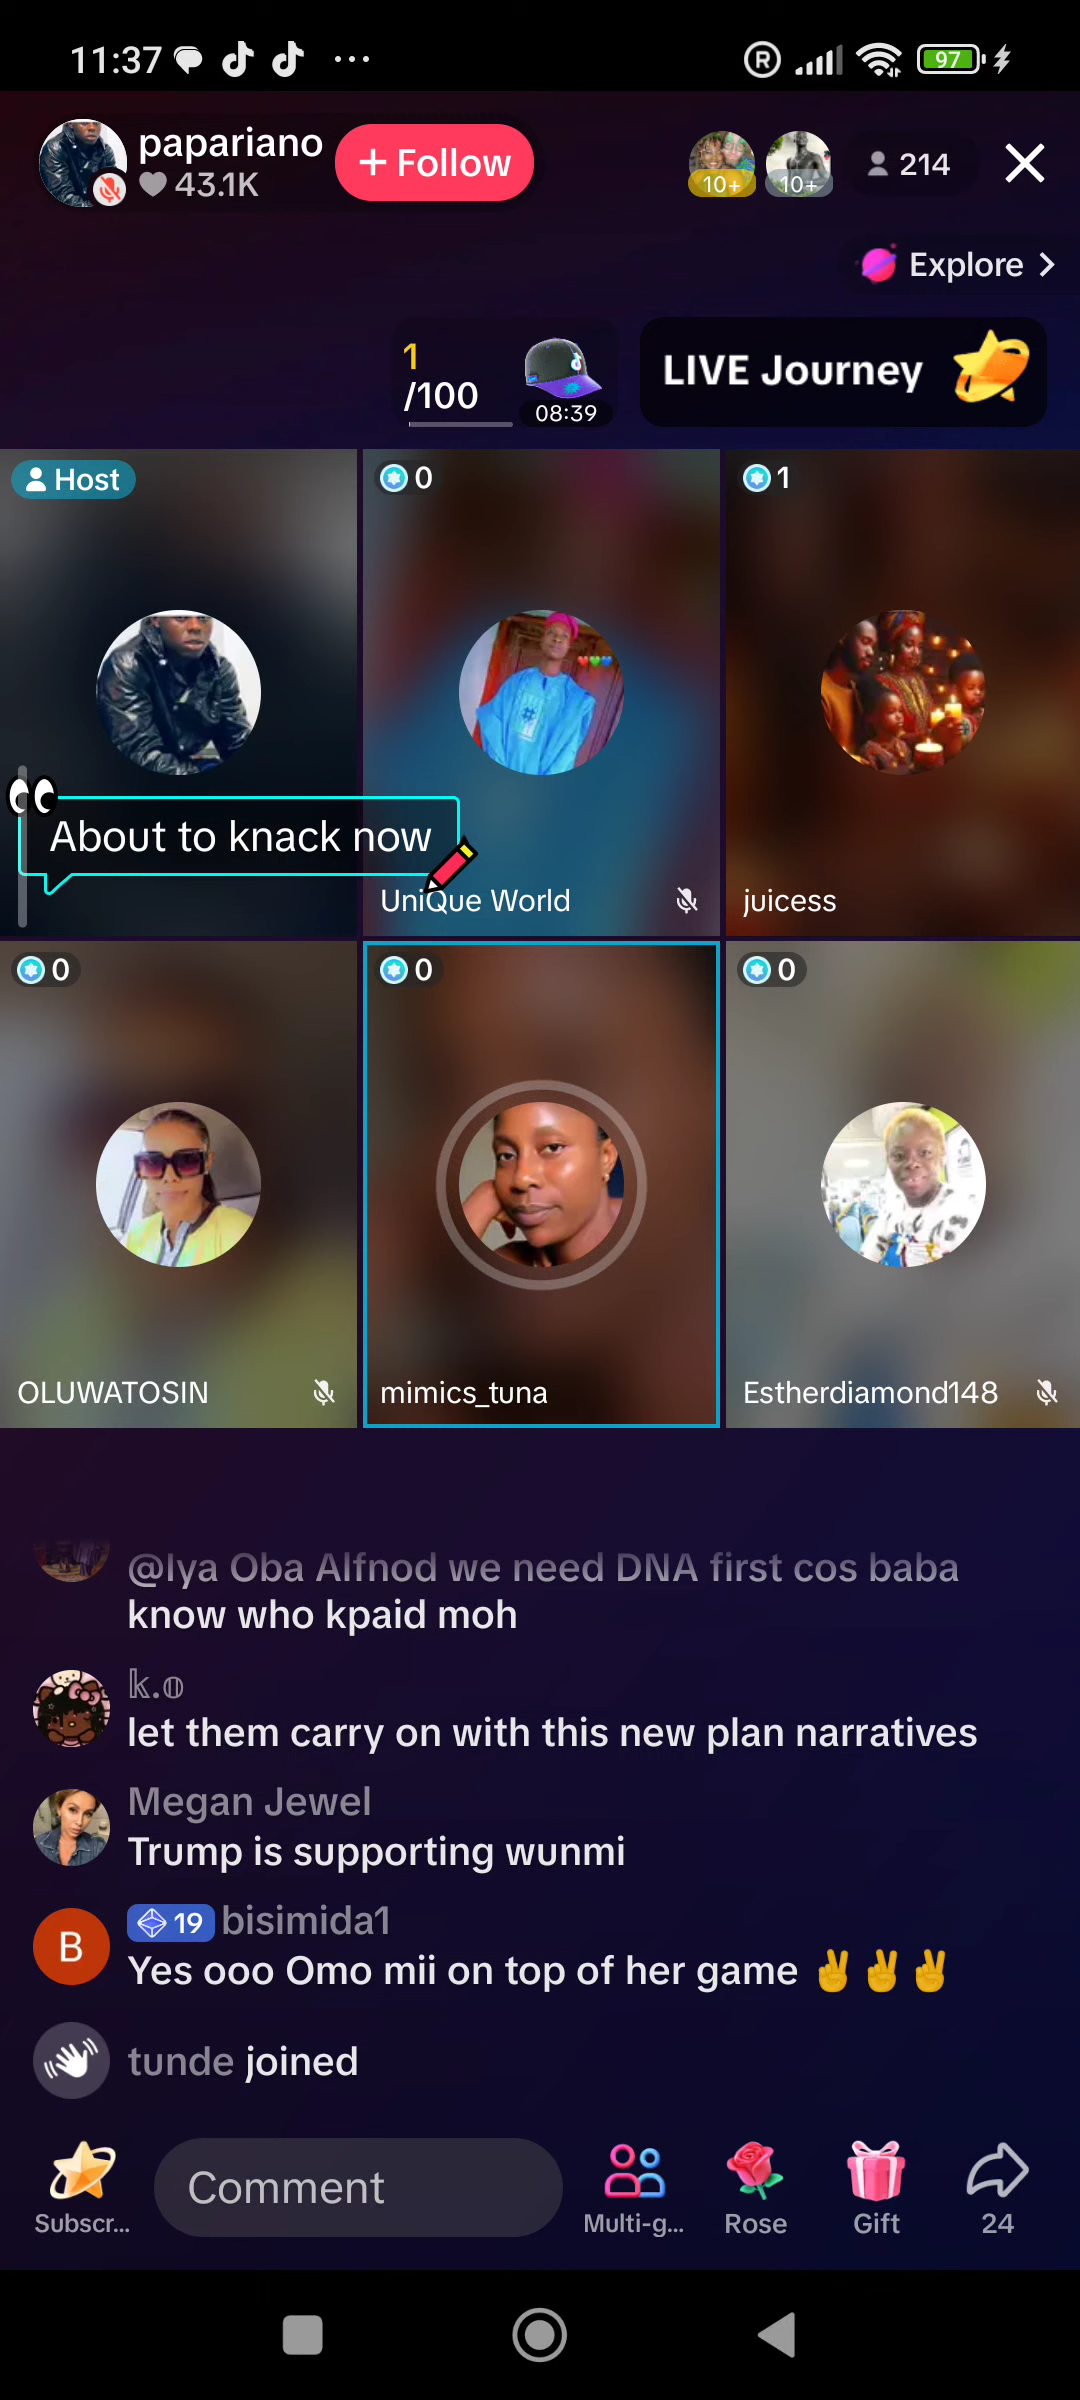 11:37
97
papariano
43.1K
+ Follow
10+
10+
214
Explore
1
/100
08:39
LIVE Journey
Host
0
1
About to knack now
UniQue World
juicess
0
0
0
OLUWATOSIN
mimics_tuna
Estherdiamond148
@Iya Oba Alfnod we need DNA first cos baba
know who kpaid moh
𝕜.𝕠
let them carry on with this new plan narratives
Megan Jewel
Trump is supporting wunmi
B
19 bisimida1
Yes ooo Omo mii on top of her game ✌✌✌
tunde joined
Subscr...
Comment
Multi-g...
Rose
Gift
24